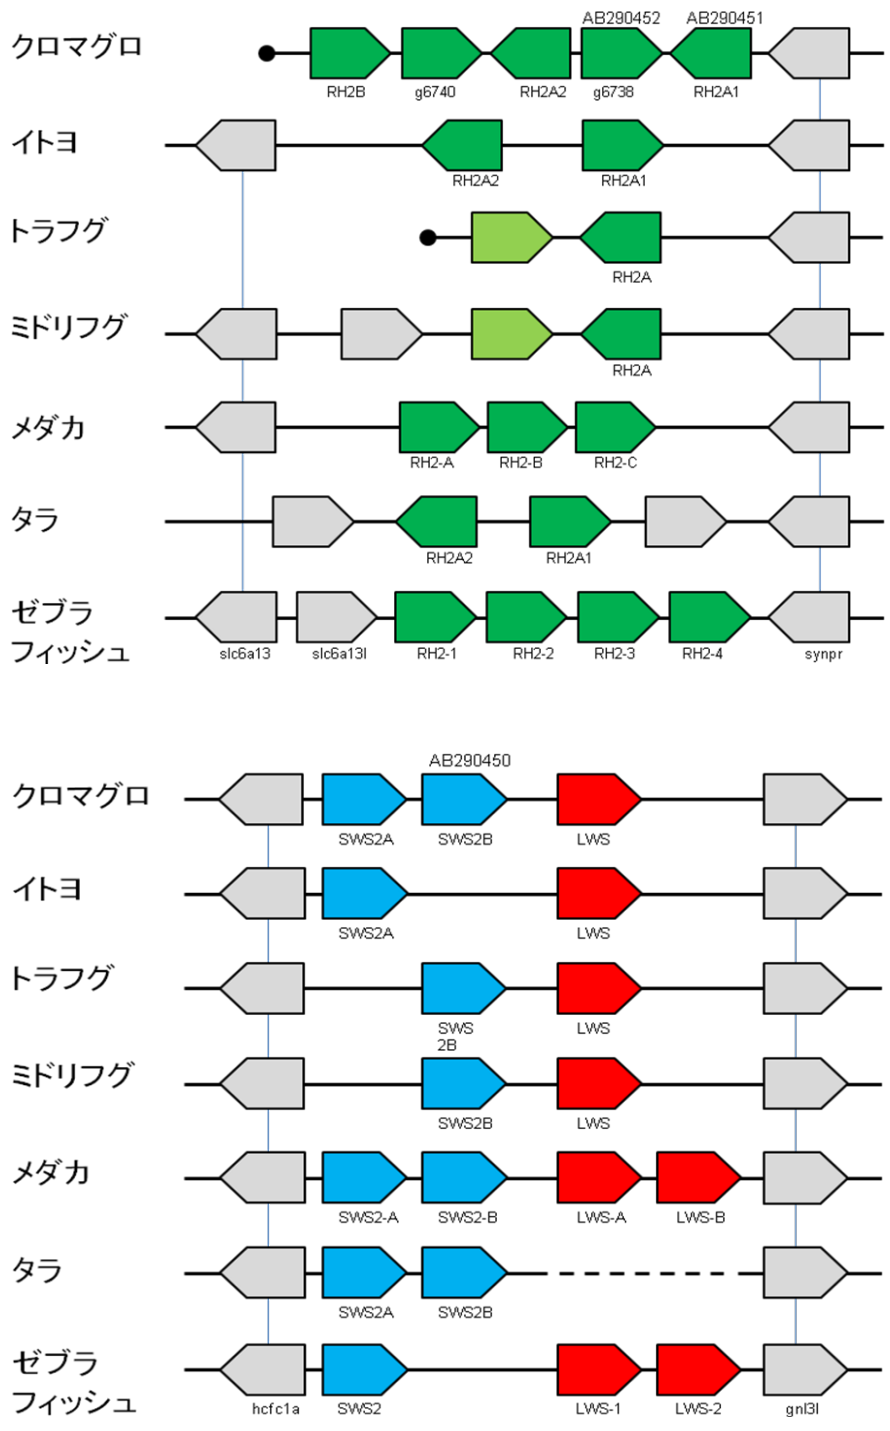 AB290452 AB290451
クロマグロ
RH2B g6740 RH2A2 g6738 RH2A1
イトヨ
RH2A2 RH2A1
トラフグ
RH2A
ミドリフグ
RH2A
メダカ
RH2-A RH2-B RH2-C
タラ
RH2A2 RH2A1
ゼブラ
フィッシュ
slc6a13 slc6a13l RH2-1 RH2-2 RH2-3 RH2-4 synpr
AB290450
クロマグロ
SWS2A SWS2B LWS
イトヨ
SWS2A LWS
トラフグ
SWS LWS
2B
ミドリフグ
SWS2B LWS
メダカ
SWS2-A SWS2-B LWS-A LWS-B
タラ
SWS2A SWS2B
ゼブラ
フィッシュ
hcfc1a SWS2 LWS-1 LWS-2 gnl3l